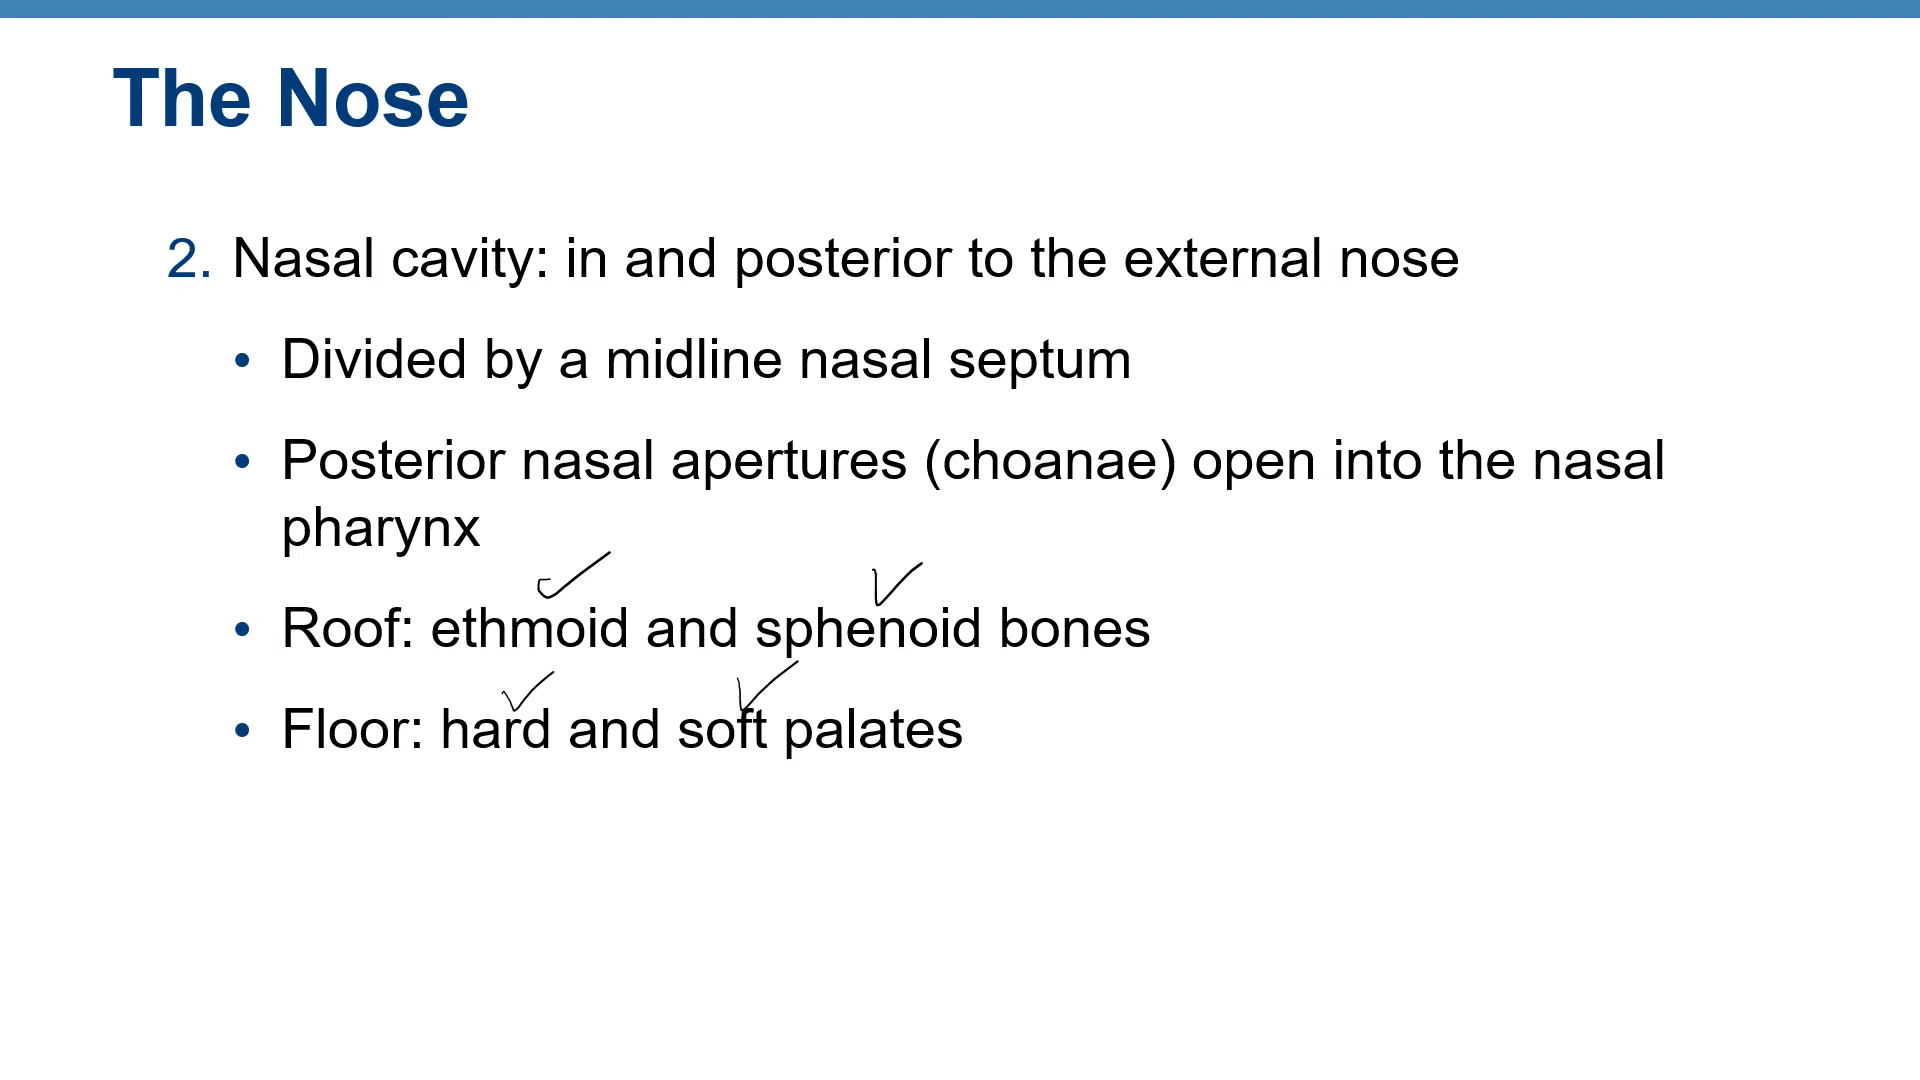 The Nose
2. Nasal cavity: in and posterior to the external nose
• Divided by a midline nasal septum
• Posterior nasal apertures (choanae) open into the nasal
pharynx
• Roof: ethmoid and sphenoid bones
• Floor: hard and soft palates